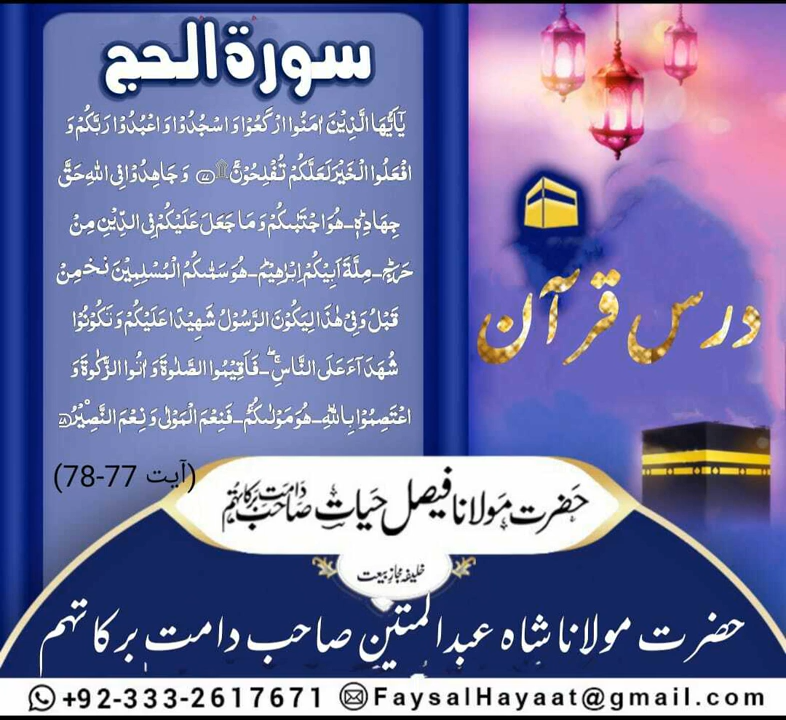 سورة الحج
يٰۤاَيُّهَا الَّذِيْنَ اٰمَنُوا ارْكَعُوْا وَ اسْجُدُوْا وَ اعْبُدُوْا رَبَّكُمْ وَ
افْعَلُوا الْخَيْرَ لَعَلَّكُمْ تُفْلِحُوْنَ۩ ﴿۷۷﴾ وَ جَاهِدُوْا فِی اللّٰهِ حَقَّ
جِهَادِهٖؕ-هُوَ اجْتَبٰىكُمْ وَ مَا جَعَلَ عَلَيْكُمْ فِی الدِّيْنِ مِنْ
حَرَجٍؕ-مِلَّةَ اَبِيْكُمْ اِبْرٰهِيْمَؕ-هُوَ سَمّٰىكُمُ الْمُسْلِمِيْنَ مِنْ
قَبْلُ وَ فِیْ هٰذَا لِيَكُوْنَ الرَّسُوْلُ شَهِيْدًا عَلَيْكُمْ وَ تَكُوْنُوْا
شُهَدَآءَ عَلَى النَّاسِ ۚۖ-فَاَقِيْمُوا الصَّلٰوةَ وَ اٰتُوا الزَّكٰوةَ وَ
اعْتَصِمُوْا بِاللّٰهِؕ-هُوَ مَوْلٰىكُمْۚ-فَنِعْمَ الْمَوْلٰى وَ نِعْمَ النَّصِيْرُ ﴿۷۸﴾
(آیت 77-78)
درس قرآن
حضرت مولانا فیصل حیات صاحب دامت برکاتہم
خلیفہ مجاز بیعت
حضرت مولانا شاہ عبدالمتین صاحب دامت برکاتہم
+92-333-2617671 FaysalHayaat@gmail.com